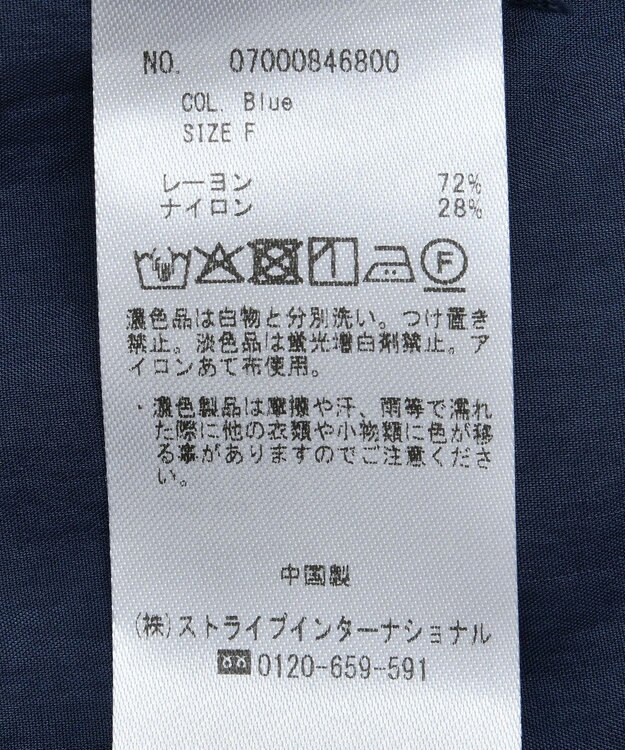 NO. 07000846800
COL. Blue
SIZE F
レーヨン 72%
ナイロン 28%
F
濃色品は白物と分別洗い。つけ置き
禁止。淡色品は蛍光増白剤禁止。ア
イロンあて布使用。
・濃色製品は摩擦や汗、雨等で濡れ
た際に他の衣類や小物類に色が移
る事がありますのでご注意くださ
い。
中国製
(株)ストライプインターナショナル
0120-659-591